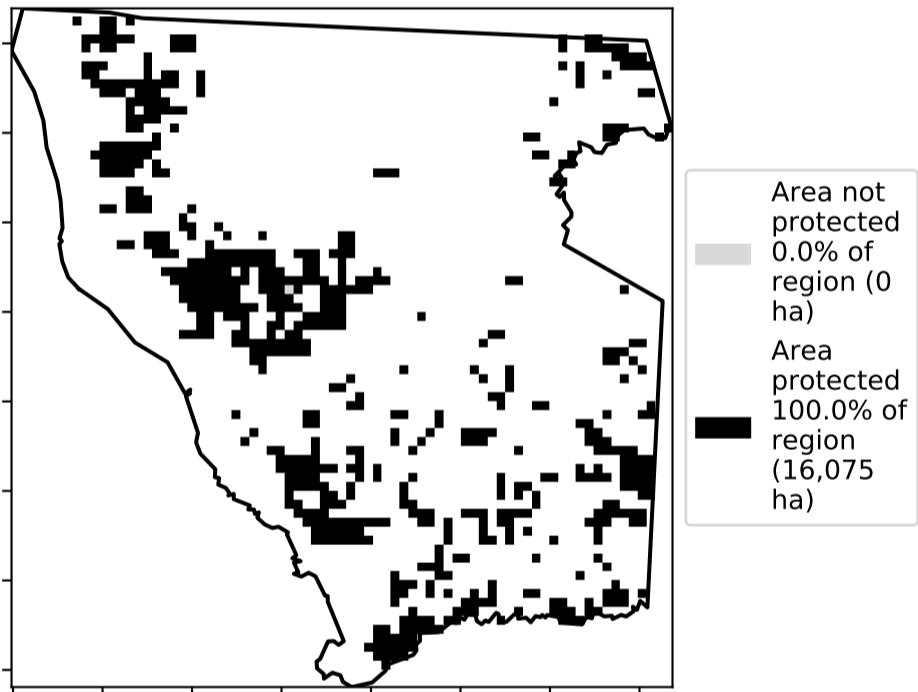 Area not
protected
0.0% of
region (0
ha)
Area
protected
100.0% of
region
(16,075
ha)